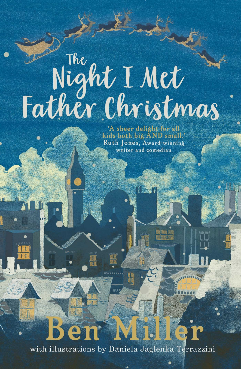 The
Night I Met
Father Christmas
'A sheer delight for all
kids both big AND small.'
Ruth Jones, Award winning
writer and comedian
Ben Miller
with illustrations by Daniela Jaglenka Terrazzini